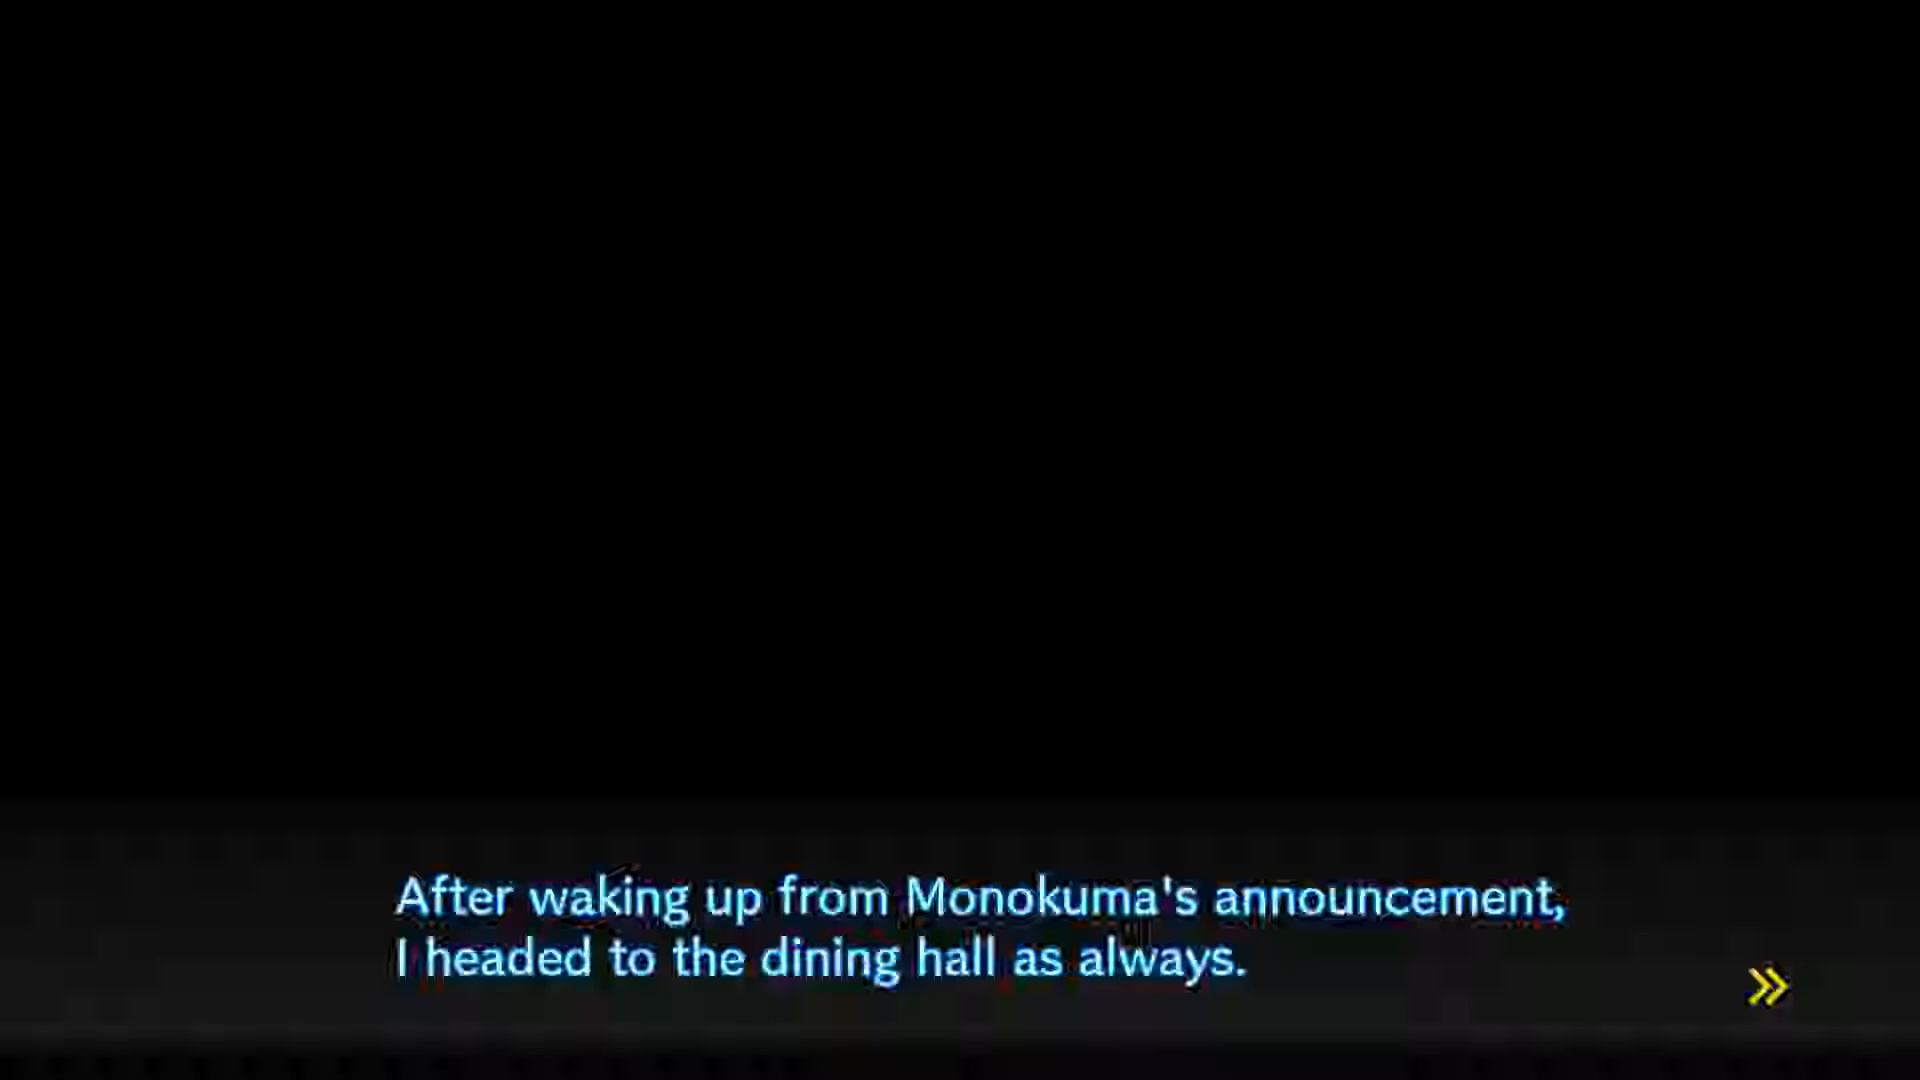 After waking up from Monokuma's announcement,
I headed to the dining hall as always.